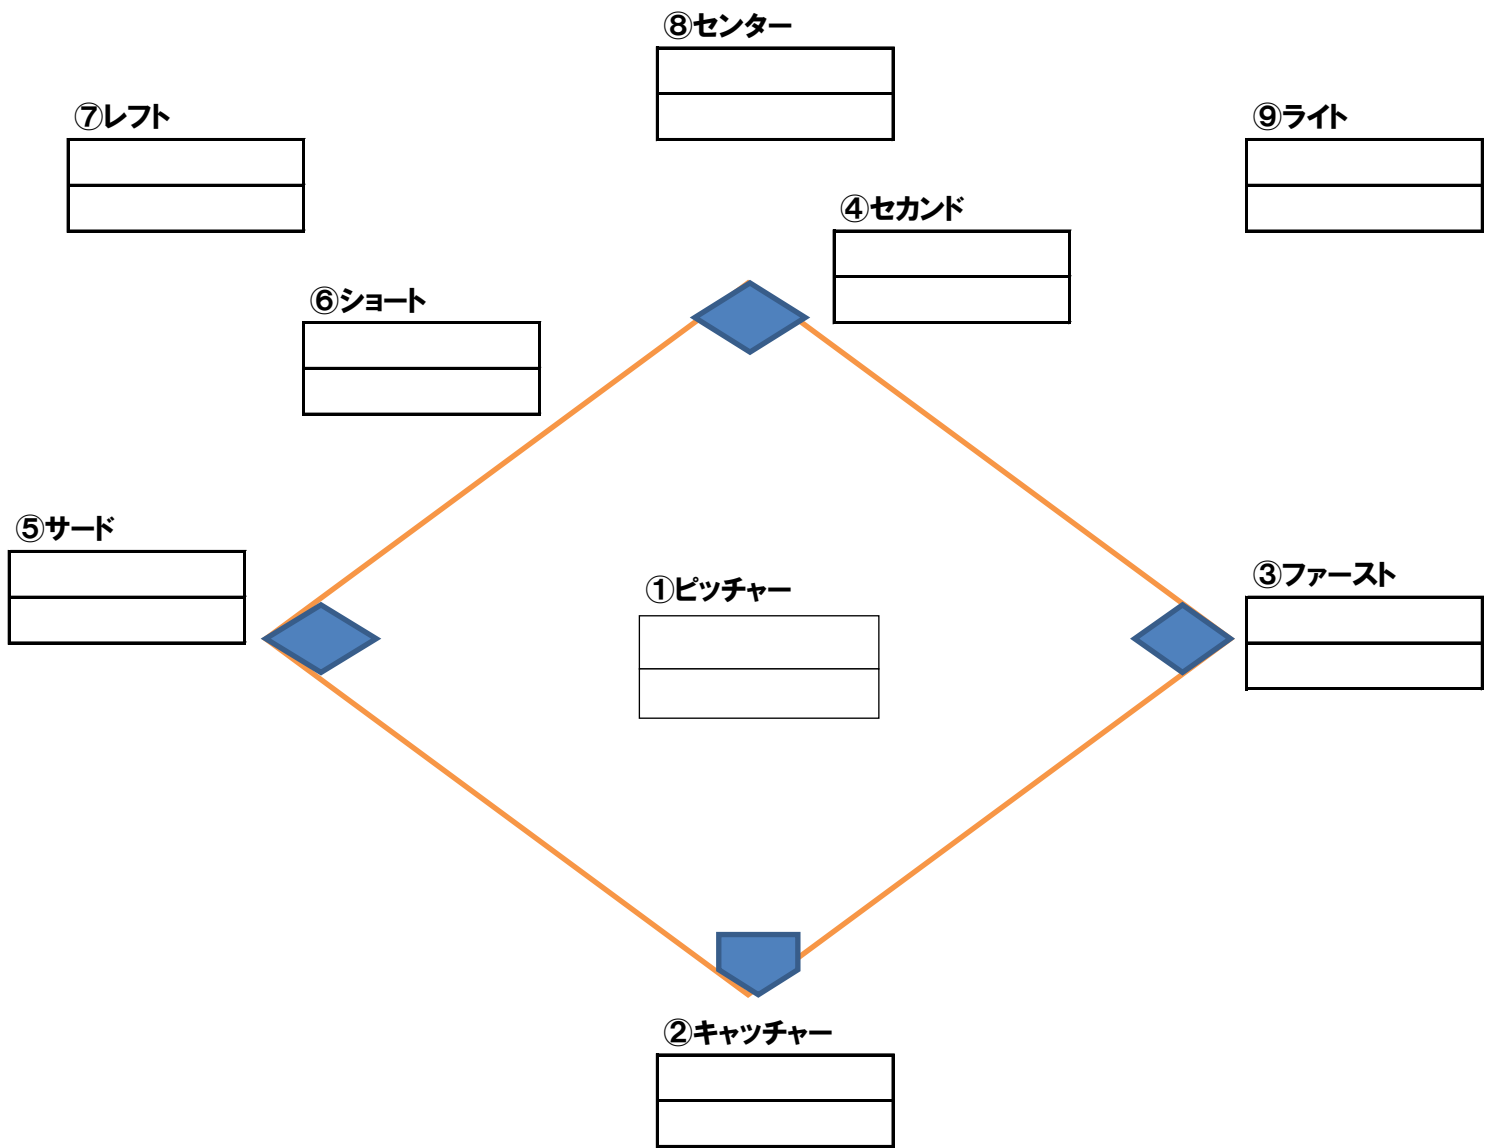 ⑧センター
⑦レフト
⑨ライト
④セカンド
⑥ショート
⑤サード
③ファースト
①ピッチャー
②キャッチャー